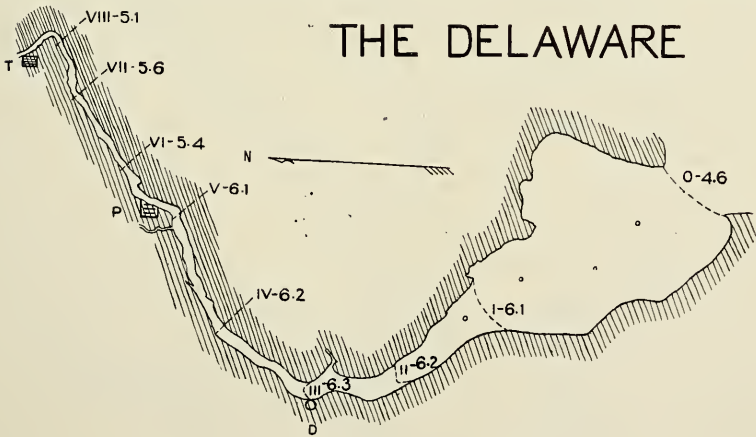 THE DELAWARE
VIII-5.1
T
VII-5.6
VI-5.4
N
O-4.6
V-6.1
P
IV-6.2
I-6.1
II-6.2
III-6.3
D